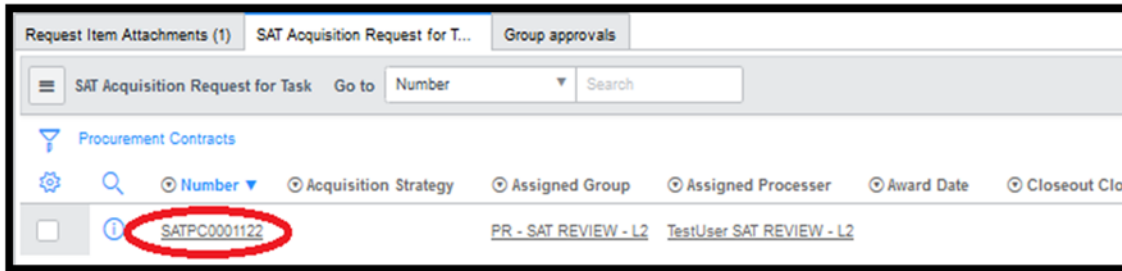 Request Item Attachments (1) SAT Acquisition Request for T... Group approvals
SAT Acquisition Request for Task Go to Number Search
Procurement Contracts
Number Acquisition Strategy Assigned Group Assigned Processer Award Date Closeout Clo
SATPC0001122 PR - SAT REVIEW - L2 TestUser SAT REVIEW - L2